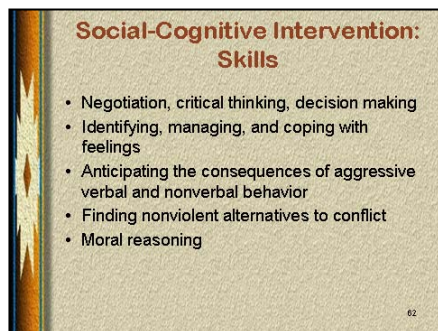 Social-Cognitive Intervention:
Skills
• Negotiation, critical thinking, decision making
• Identifying, managing, and coping with
feelings
• Anticipating the consequences of aggressive
verbal and nonverbal behavior
• Finding nonviolent alternatives to conflict
• Moral reasoning
62